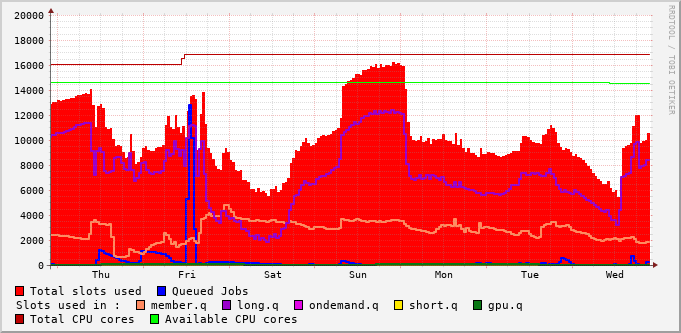 20000
18000
16000
14000
12000
10000
8000
6000
4000
2000
0
Thu Fri Sat Sun Mon Tue Wed
RRDTOOL / TOBI OETIKER
Total slots used Queued Jobs
Slots used in : member.q long.q ondemand.q short.q gpu.q
Total CPU cores Available CPU cores